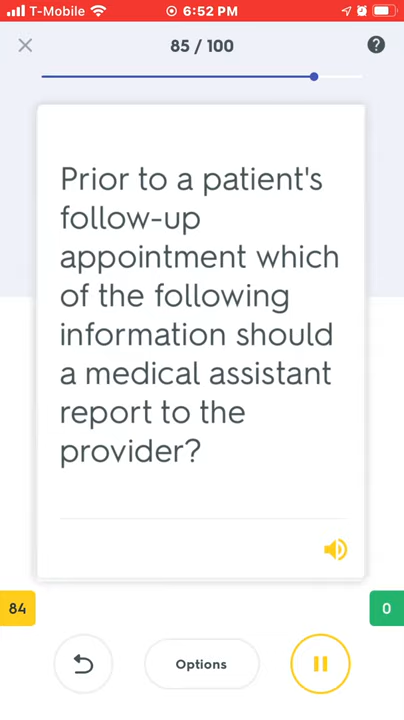 T-Mobile 6:52 PM
85 / 100
?
Prior to a patient's
follow-up
appointment which
of the following
information should
a medical assistant
report to the
provider?
84
0
Options